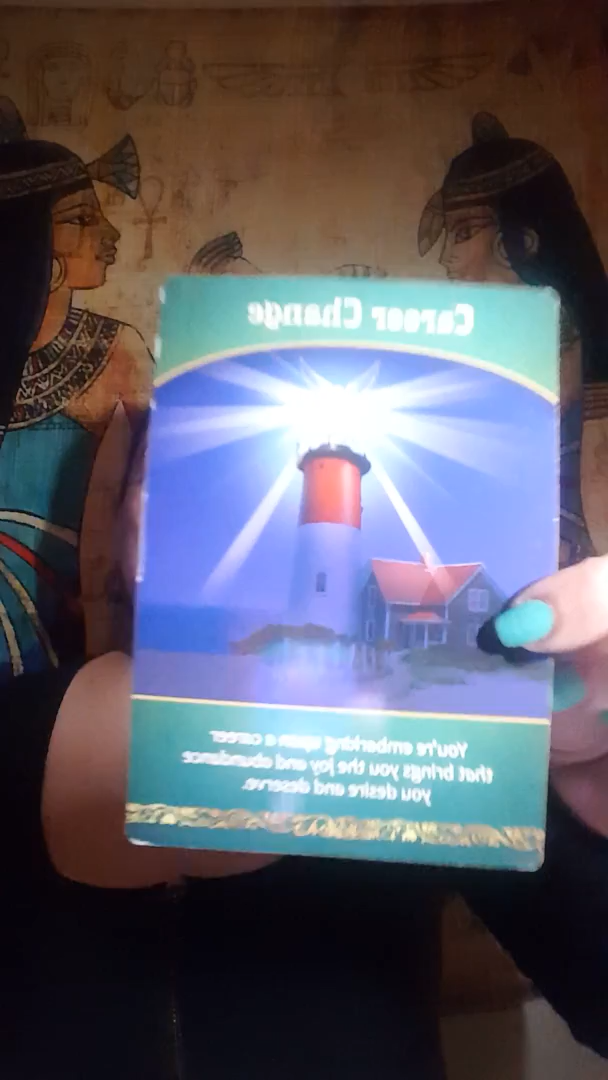 Career Change
You're embarking upon a career
that brings you the joy and abundance
you desire and deserve.